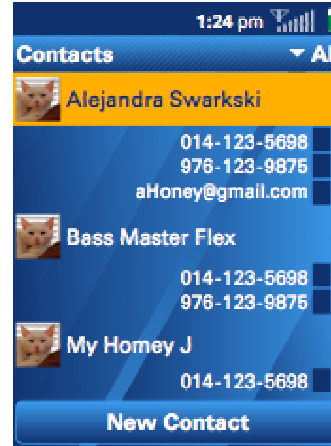 1:24 pm
Contacts Al
Alejandra Swarkski
014-123-5698
976-123-9875
aHoney@gmail.com
Bass Master Flex
014-123-5698
976-123-9875
My Homey J
014-123-5698
New Contact